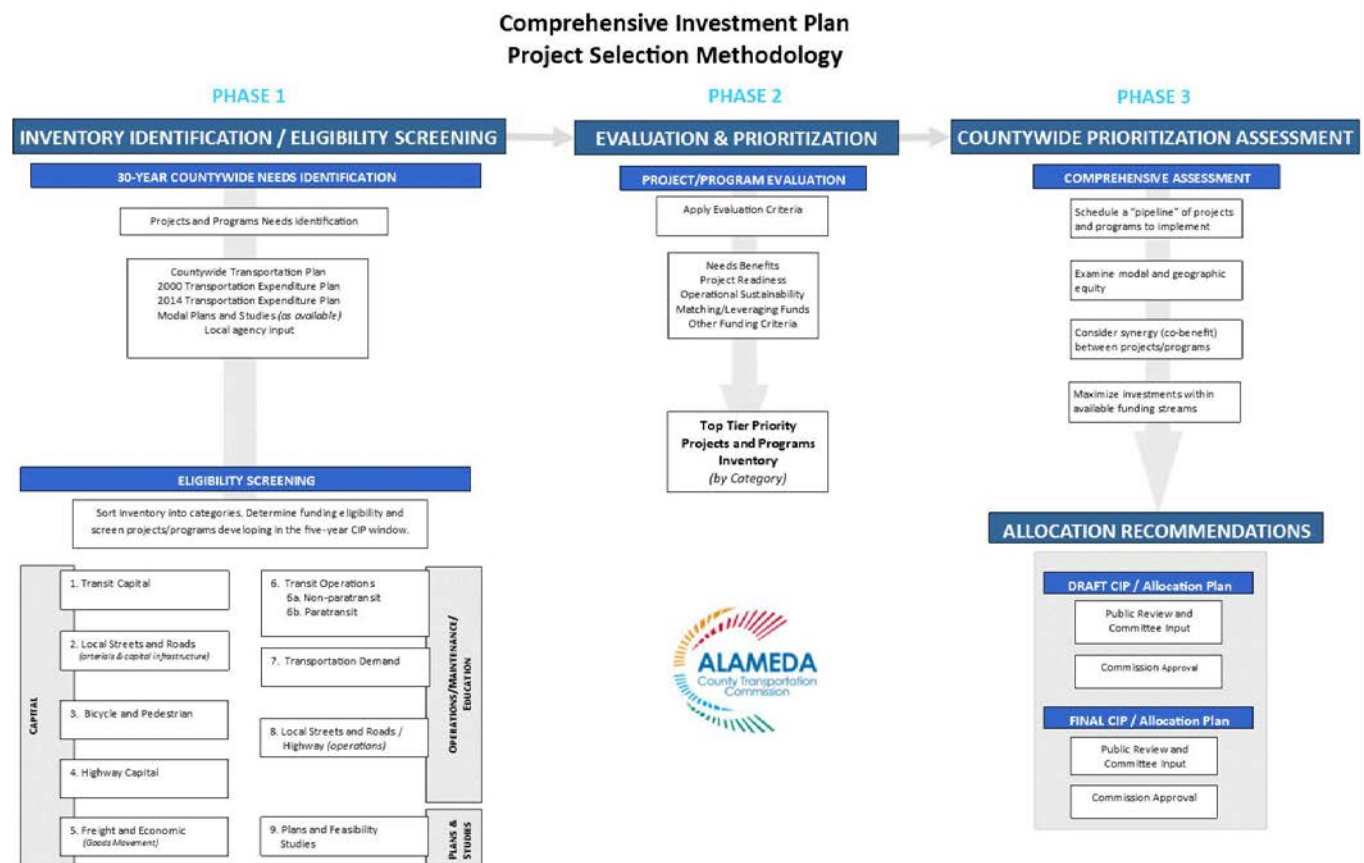 Comprehensive Investment Plan
Project Selection Methodology
PHASE 1
INVENTORY IDENTIFICATION / ELIGIBILITY SCREENING
30-YEAR COUNTYWIDE NEEDS IDENTIFICATION
Projects and Programs Needs Identification
Countywide Transportation Plan
2000 Transportation Expenditure Plan
2014 Transportation Expenditure Plan
Modal Plans and Studies (as available)
Local agency input
ELIGIBILITY SCREENING
Sort inventory into categories. Determine funding eligibility and
screen projects/programs developing in the five-year CIP window.
CAPITAL
1. Transit Capital
2. Local Streets and Roads
(arterials & capital infrastructure)
3. Bicycle and Pedestrian
4. Highway Capital
5. Freight and Economic
(Goods Movement)
6. Transit Operations
6a. Non-paratransit
6b. Paratransit
7. Transportation Demand
8. Local Streets and Roads /
Highway (operations)
OPERATIONS/MAINTENANCE/
EDUCATION
9. Plans and Feasibility
Studies
PLANS &
STUDIES
PHASE 2
EVALUATION & PRIORITIZATION
PROJECT/PROGRAM EVALUATION
Apply Evaluation Criteria
Needs Benefits
Project Readiness
Operational Sustainability
Matching/Leveraging Funds
Other Funding Criteria
Top Tier Priority
Projects and Programs
Inventory
(by Category)
ALAMEDA
County Transportation
Commission
PHASE 3
COUNTYWIDE PRIORITIZATION ASSESSMENT
COMPREHENSIVE ASSESSMENT
Schedule a "pipeline" of projects
and programs to implement
Examine modal and geographic
equity
Consider synergy (co-benefit)
between projects/programs
Maximize investments within
available funding streams
ALLOCATION RECOMMENDATIONS
DRAFT CIP / Allocation Plan
Public Review and
Committee Input
Commission Approval
FINAL CIP / Allocation Plan
Public Review and
Committee Input
Commission Approval